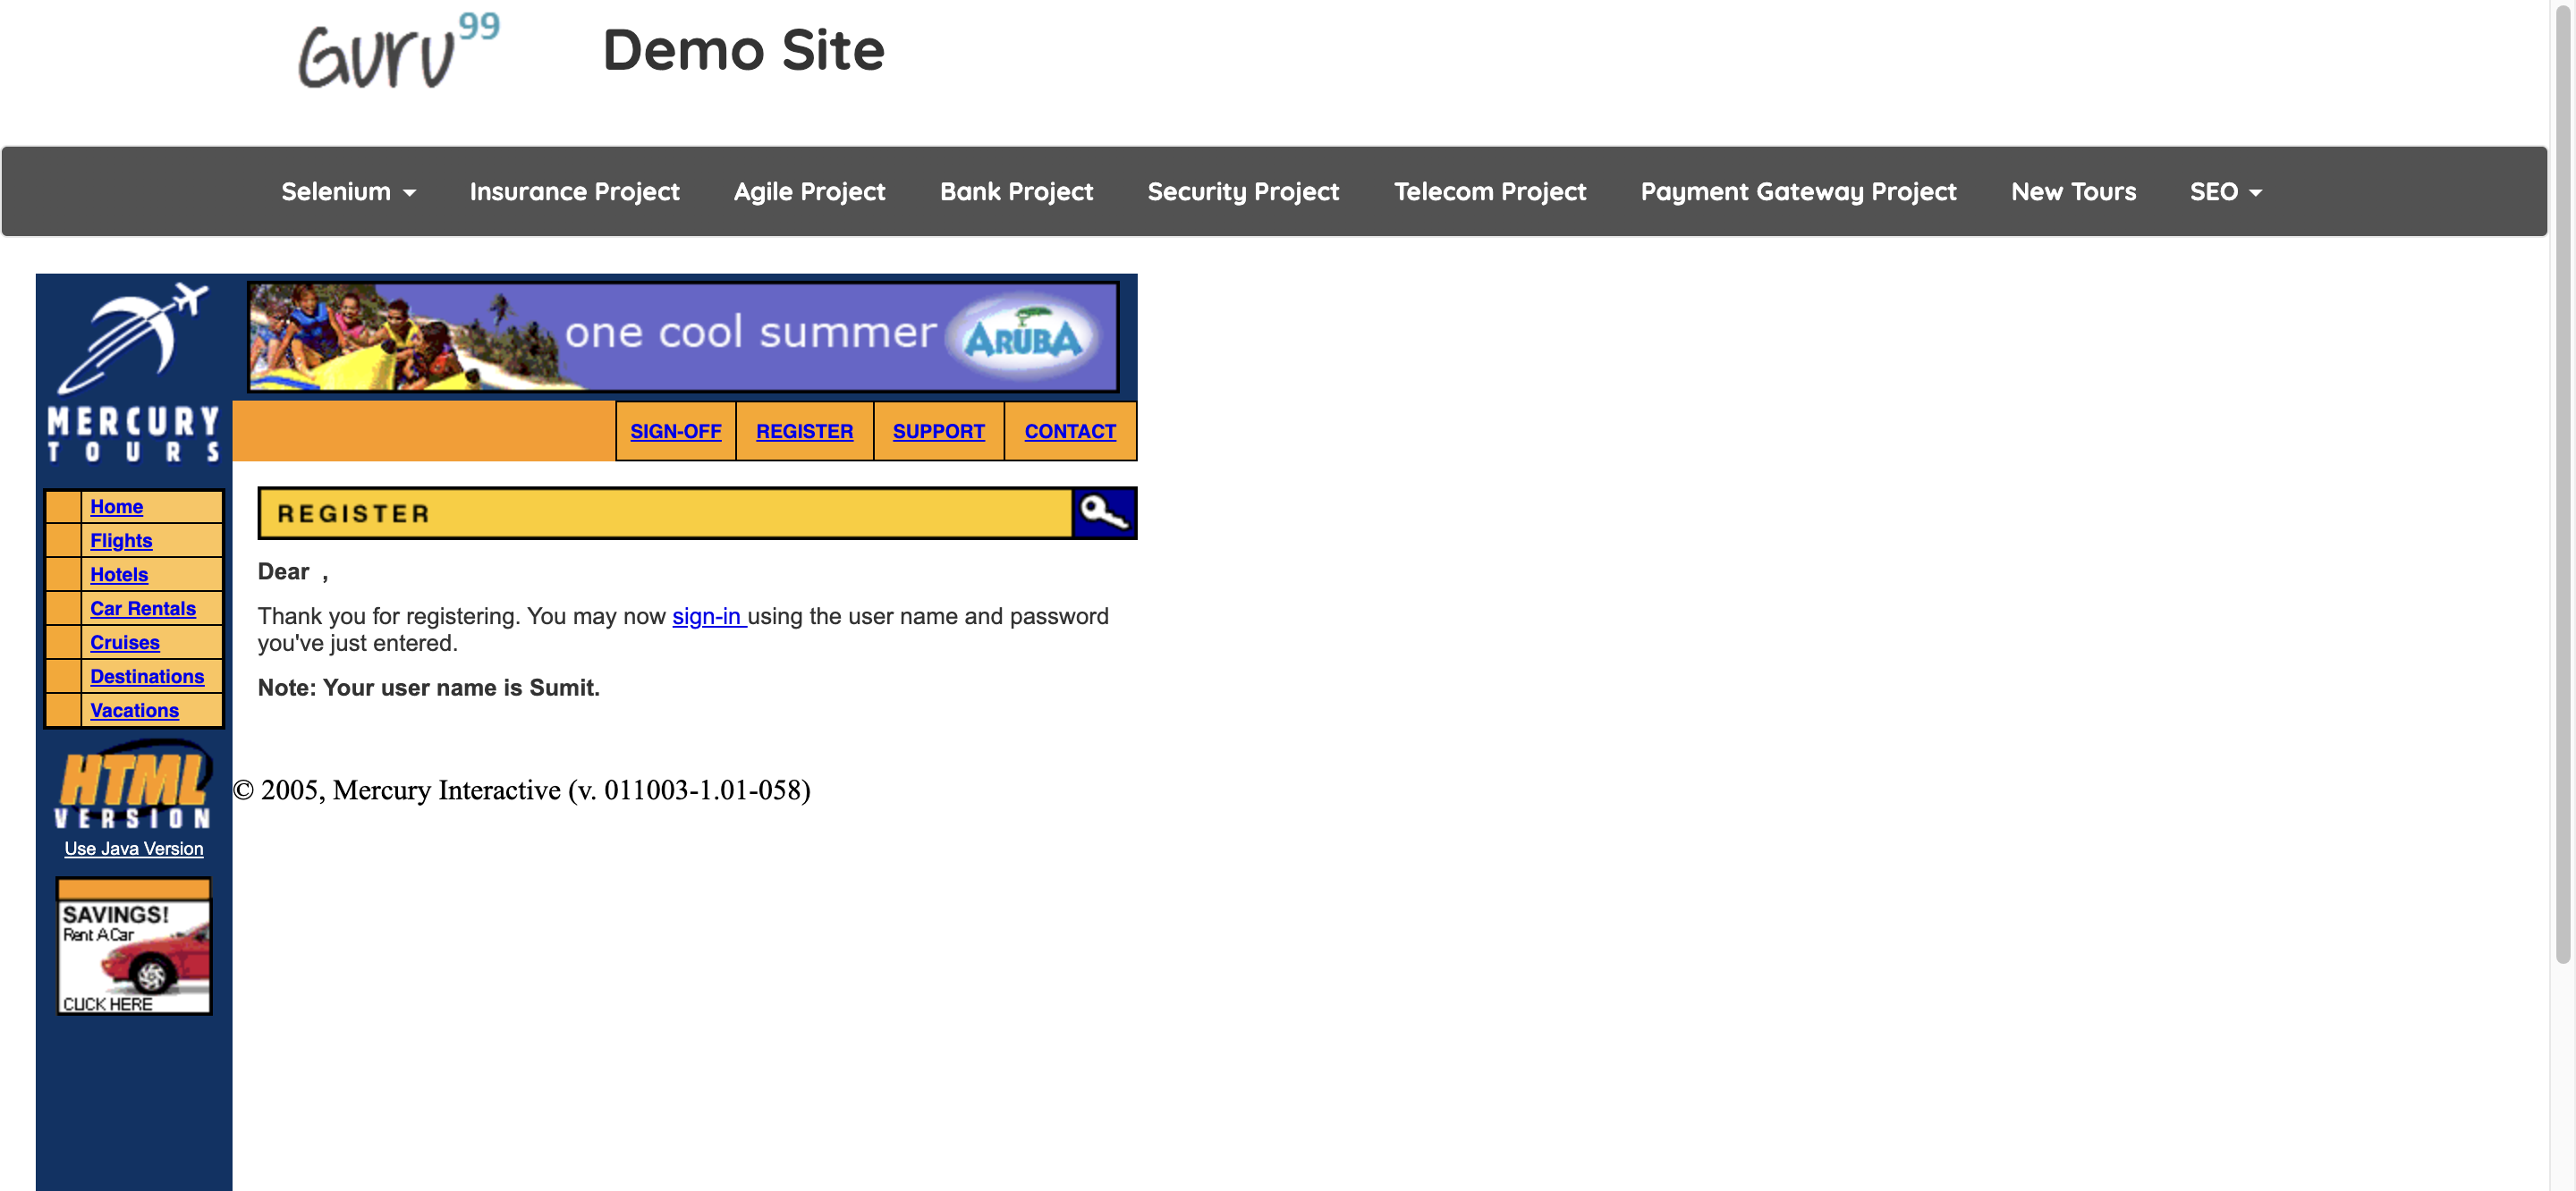 Guru99
Demo Site
Selenium
Insurance Project
Agile Project
Bank Project
Security Project
Telecom Project
Payment Gateway Project
New Tours
SEO
MERCURY
TOURS
one cool summer
ARUBA
SIGN-OFF
REGISTER
SUPPORT
CONTACT
Home
Flights
Hotels
Car Rentals
Cruises
Destinations
Vacations
HTML
VERSION
Use Java Version
SAVINGS!
Rent A Car
CLICK HERE
REGISTER
Dear ,
Thank you for registering. You may now sign-in using the user name and password
you've just entered.
Note: Your user name is Sumit.
© 2005, Mercury Interactive (v. 011003-1.01-058)